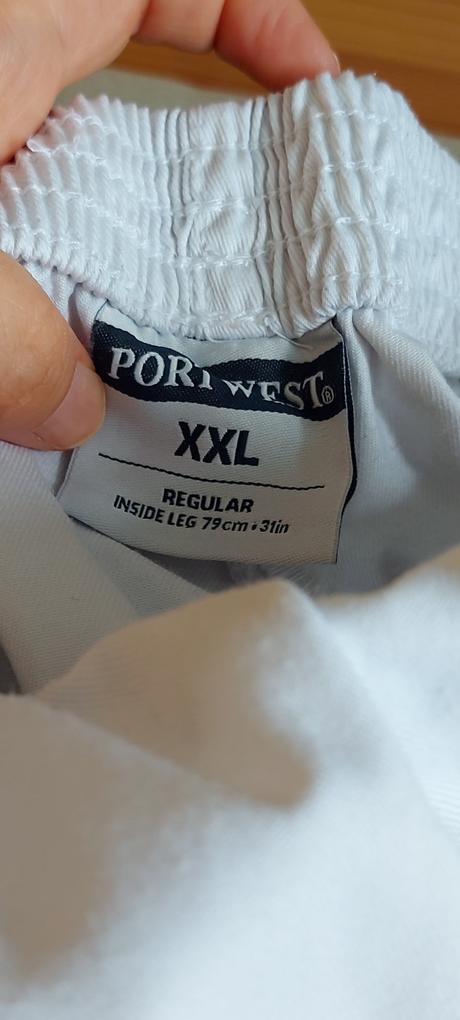 PORTWEST®
XXL
REGULAR
INSIDE LEG 79cm • 31in